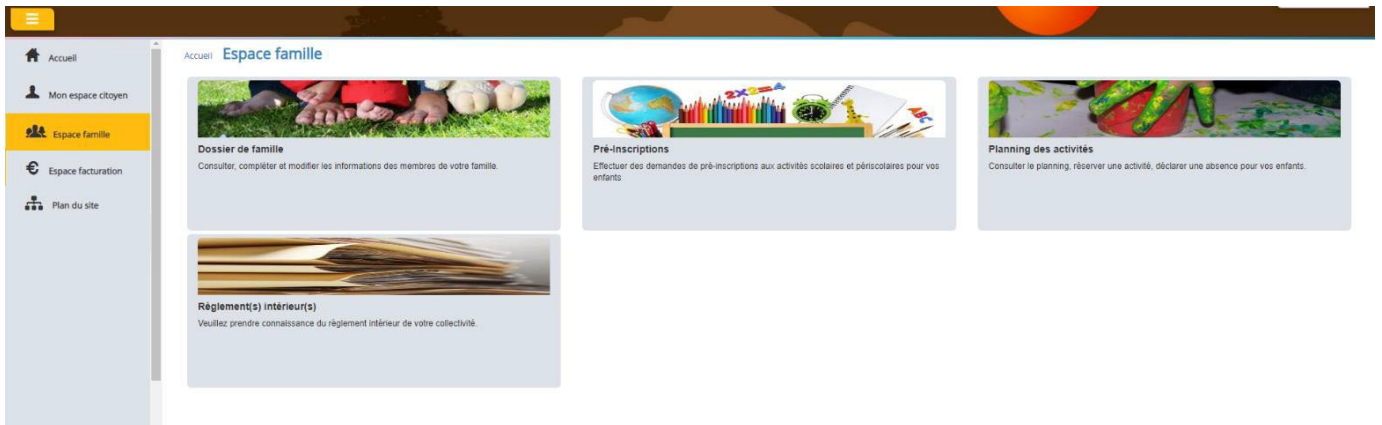 Accueil
Mon espace citoyen
Espace famille
Espace facturation
Plan du site
Accueil Espace famille
Dossier de famille
Consulter, compléter et modifier les informations des membres de votre famille.
2x2=4
ABC
Pré-Inscriptions
Effectuer des demandes de pré-inscriptions aux activités scolaires et périscolaires pour vos
enfants
Planning des activités
Consulter le planning, réserver une activité, déclarer une absence pour vos enfants.
Règlement(s) intérieur(s)
Veuillez prendre connaissance du règlement intérieur de votre collectivité.